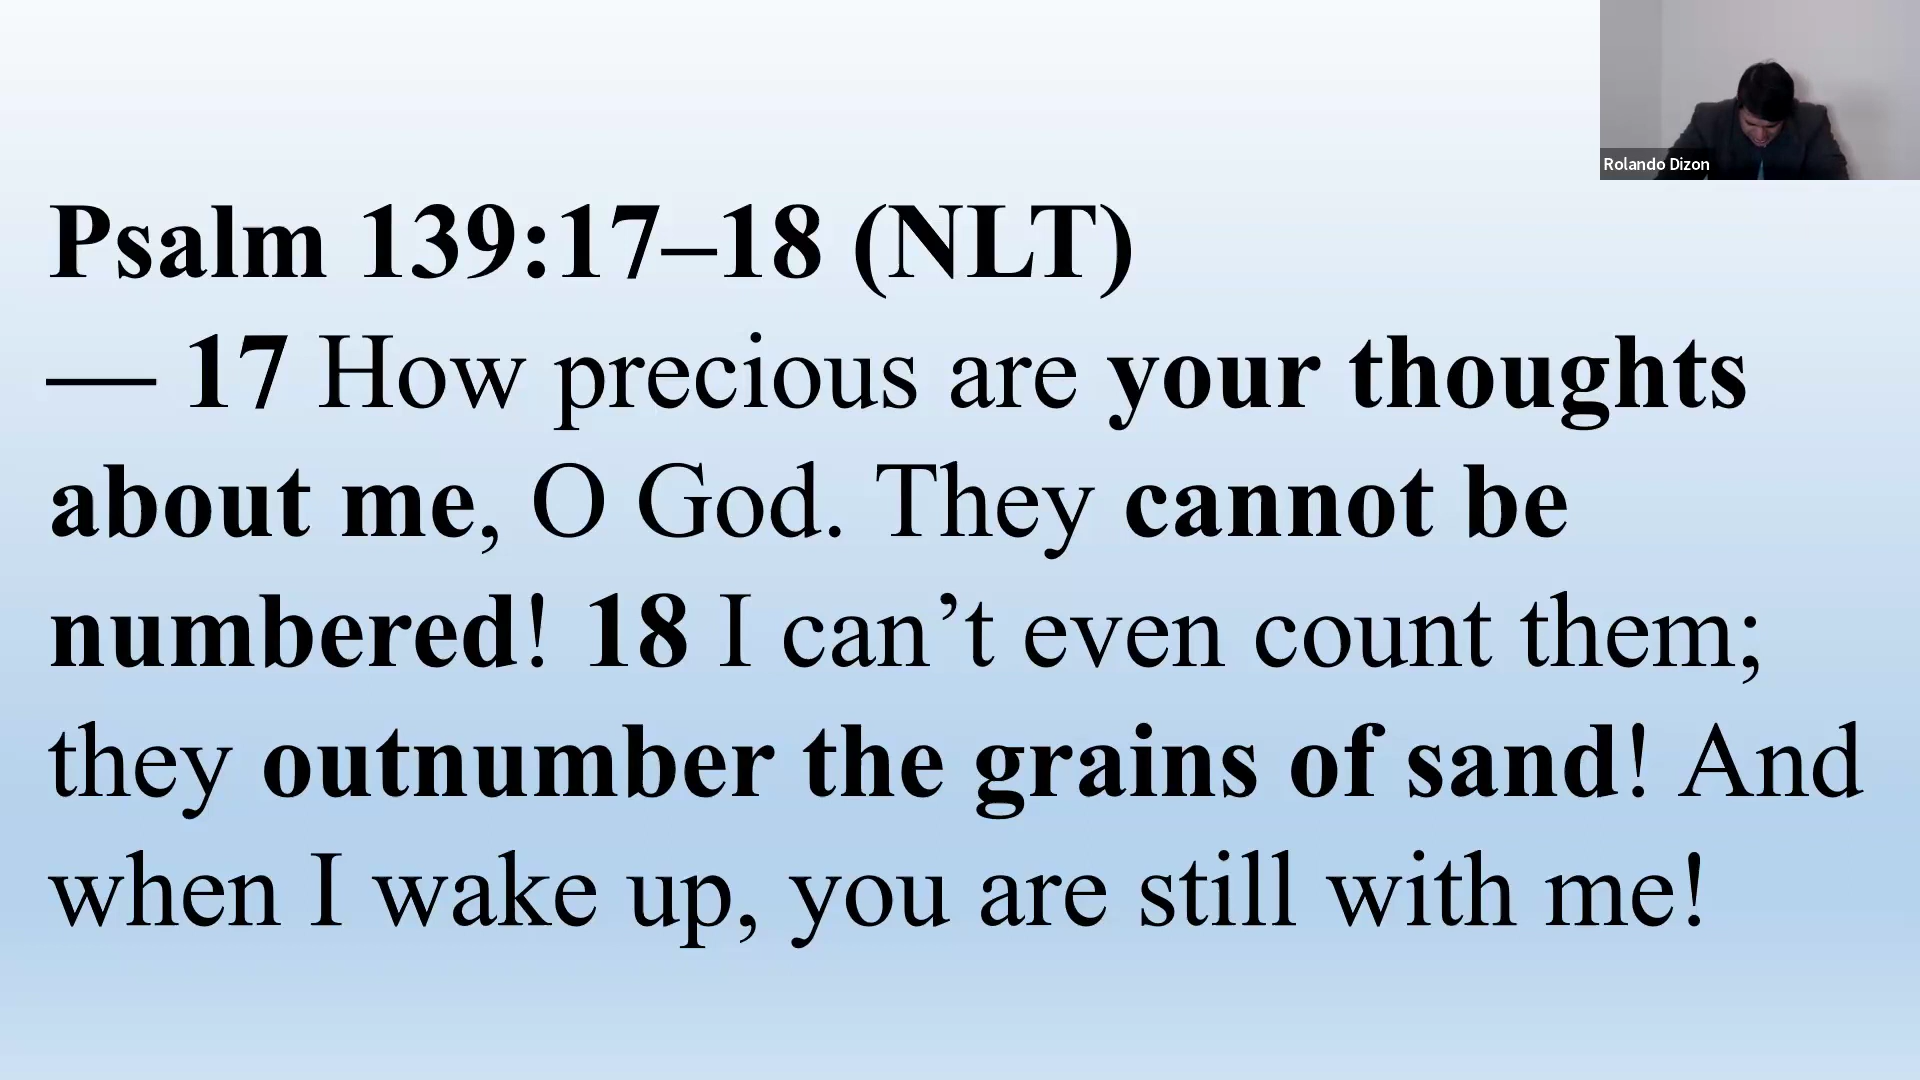 Rolando Dizon
Psalm 139:17–18 (NLT)
— 17 How precious are your thoughts
about me, O God. They cannot be
numbered! 18 I can’t even count them;
they outnumber the grains of sand! And
when I wake up, you are still with me!